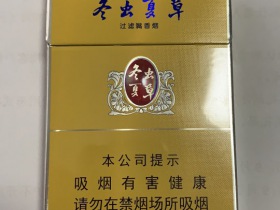 冬虫夏草
过滤嘴香烟
冬虫
夏草
本公司提示
吸烟有害健康
请勿在禁烟场所吸烟